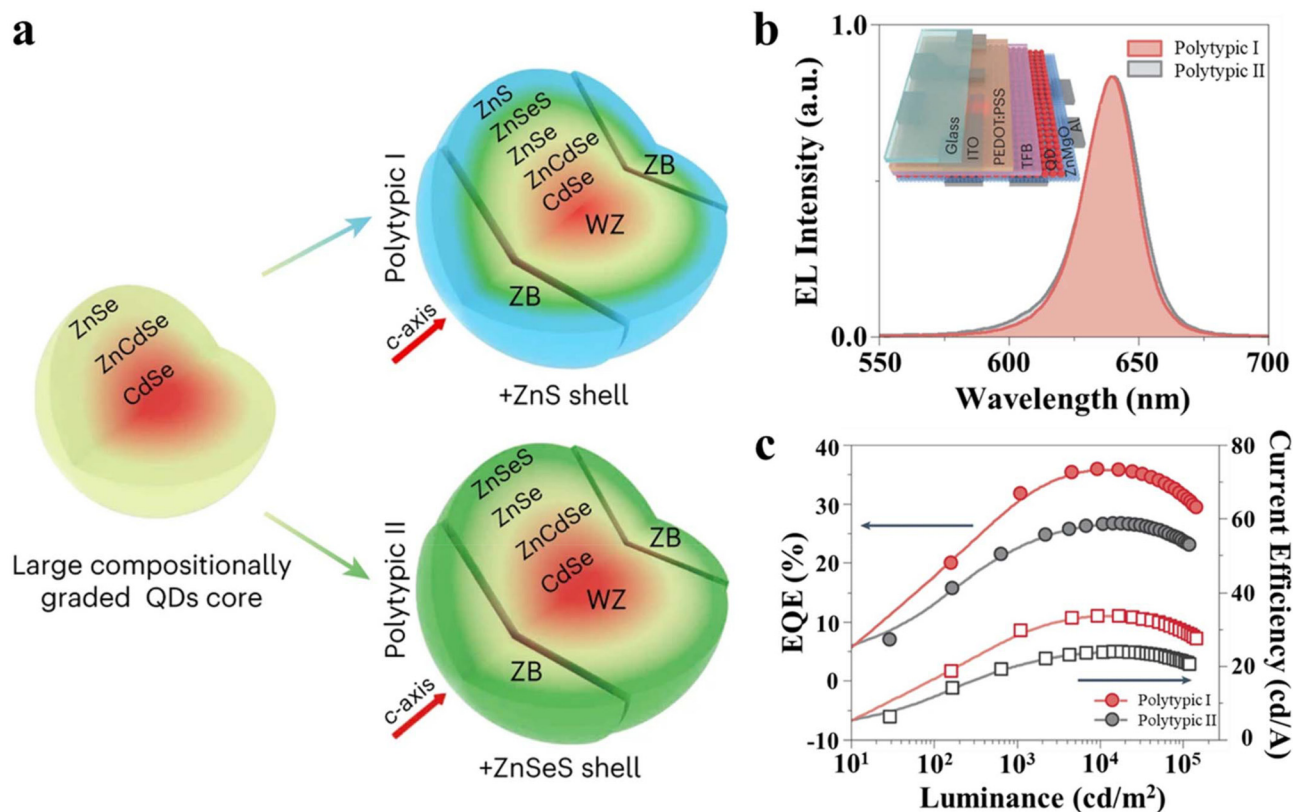 a
ZnSe
ZnCdSe
CdSe
Large compositionally
graded QDs core
Polytypic I
c-axis
ZnS
ZnSeS
ZnSe
ZnCdSe
CdSe
WZ
ZB
ZB
+ZnS shell
Polytypic II
c-axis
ZnSeS
ZnSe
ZnCdSe
CdSe
WZ
ZB
ZB
+ZnSeS shell
b
EL Intensity (a.u.)
1.0
0.0
Glass
ITO
PEDOT:PSS
TFB
QD
ZnMgO
Al
Polytypic I
Polytypic II
550
600
650
700
Wavelength (nm)
c
EQE (%)
40
30
20
10
0
-10
Current Efficiency (cd/A)
80
60
40
20
0
Polytypic I
Polytypic II
10¹
10²
10³
10⁴
10⁵
Luminance (cd/m²)